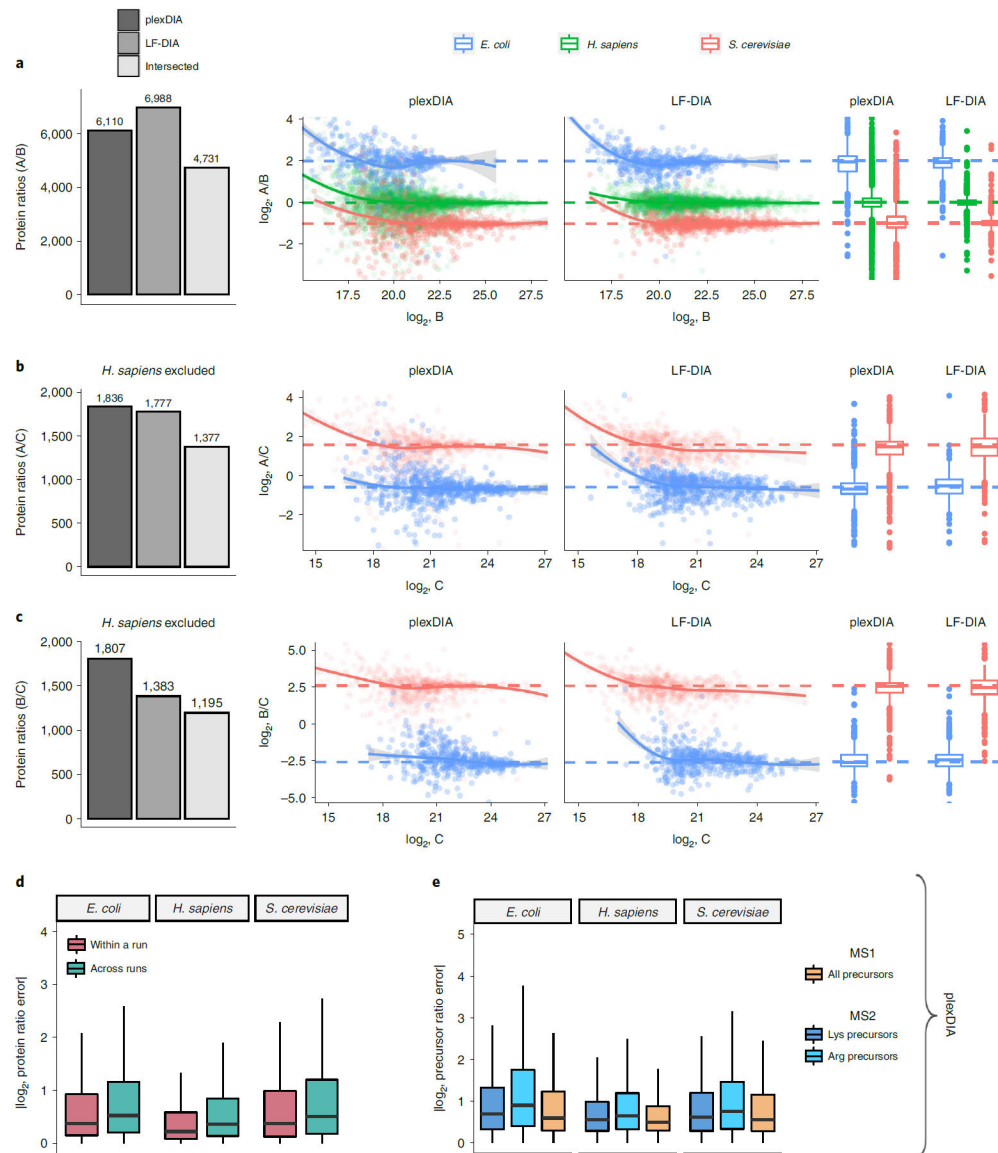 plexDIA
LF-DIA
Intersected
E. coli
H. sapiens
S. cerevisiae
a
6,110
6,988
4,731
6,000
4,000
2,000
0
Protein ratios (A/B)
plexDIA
LF-DIA
plexDIA
LF-DIA
4
2
0
−2
log2, A/B
17.5 20.0 22.5 25.0 27.5
17.5 20.0 22.5 25.0 27.5
log2, B
log2, B
b
H. sapiens excluded
1,836
1,777
1,377
2,000
1,500
1,000
500
0
Protein ratios (A/C)
plexDIA
LF-DIA
plexDIA
LF-DIA
4
2
0
−2
log2, A/C
15 18 21 24 27
15 18 21 24 27
log2, C
log2, C
c
H. sapiens excluded
1,807
1,383
1,195
2,000
1,500
1,000
500
0
Protein ratios (B/C)
plexDIA
LF-DIA
plexDIA
LF-DIA
5.0
2.5
0
−2.5
−5.0
log2, B/C
15 18 21 24 27
15 18 21 24 27
log2, C
log2, C
d
E. coli
H. sapiens
S. cerevisiae
Within a run
Across runs
4
3
2
1
0
|log2, protein ratio error|
e
E. coli
H. sapiens
S. cerevisiae
5
4
3
2
1
0
|log2, precursor ratio error|
MS1
All precursors
MS2
Lys precursors
Arg precursors
plexDIA